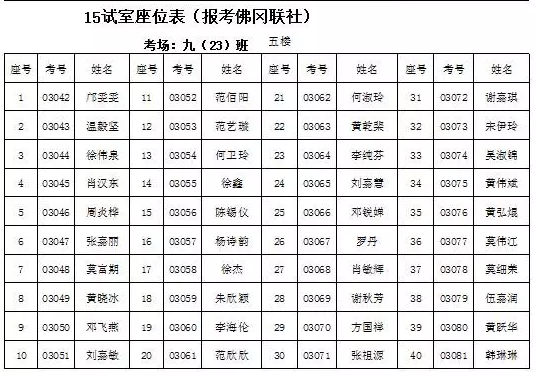 15试室座位表（报考佛冈联社）
考场：九（23）班 五楼
座号 考号 姓名 座号 考号 姓名 座号 考号 姓名 座号 考号 姓名
1 03042 邝雯雯 11 03052 范佰阳 21 03062 何淑玲 31 03072 谢嘉琪
2 03043 温毅坚 12 03053 范艺璇 22 03063 黄乾棠 32 03073 宋伊玲
3 03044 徐伟泉 13 03054 何卫玲 23 03064 李纯芬 33 03074 吴淑锦
4 03045 肖汉东 14 03055 徐鑫 24 03065 刘嘉慧 34 03075 黄伟斌
5 03046 周炎桦 15 03056 陈锡仪 25 03066 邓锐婵 35 03076 黄弘焜
6 03047 张嘉丽 16 03057 杨诗韵 26 03067 罗丹 36 03077 莫伟江
7 03048 莫富期 17 03058 徐杰 27 03068 肖敏辉 37 03078 莫细荣
8 03049 黄晓冰 18 03059 朱欣颖 28 03069 谢秋芳 38 03079 伍嘉润
9 03050 邓飞燕 19 03060 李海伦 29 03070 方国 39 03080 黄跃华
10 03051 刘嘉敏 20 03061 范欣欣 30 03071 张祖源 40 03081 韩琳琳